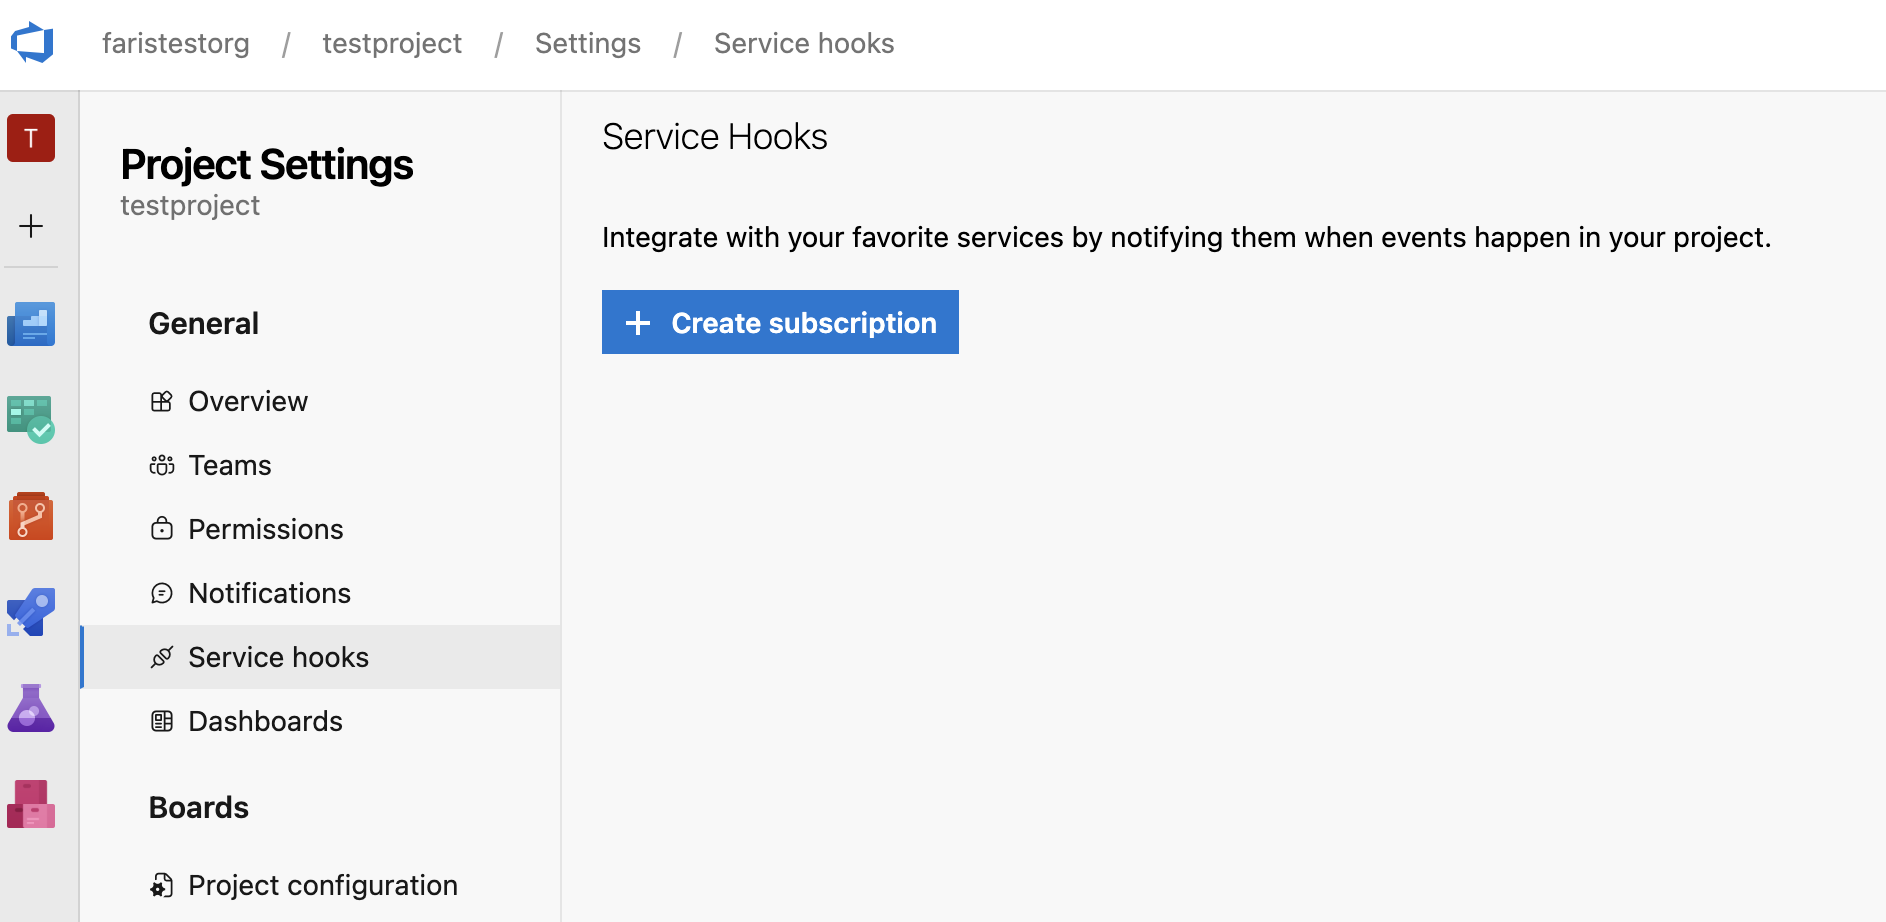 faristestorg / testproject / Settings / Service hooks
T
Project Settings
testproject
General
Overview
Teams
Permissions
Notifications
Service hooks
Dashboards
Boards
Project configuration
Service Hooks
Integrate with your favorite services by notifying them when events happen in your project.
+ Create subscription